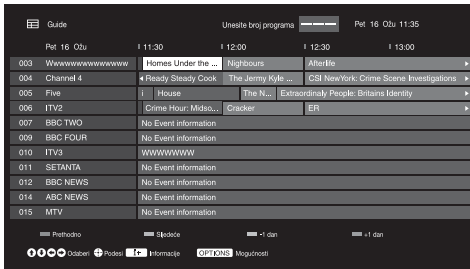 Guide Unesite broj programa Pet 16 Ožu 11:35
Pet 16 Ožu 11:30 12:00 12:30 13:00
003 Wwwwwwwwwwwwww Homes Under the ... Nighbours Afterlife
004 Channel 4 Ready Steady Cook The Jermy Kyle ... CSI NewYork: Crime Scene Investigations
005 Five i House The N... Extraordinaly People: Britains Identity
006 ITV2 Crime Hour: Midso... Cracker ER
007 BBC TWO No Event information
009 BBC FOUR No Event information
010 ITV3 WWWWWWW
011 SETANTA No Event information
012 BBC NEWS No Event information
014 ABC NEWS No Event information
015 MTV No Event information
Prethodno Sljedeće -1 dan +1 dan
Odaberi Podesi Informacije OPTIONS Mogućnosti